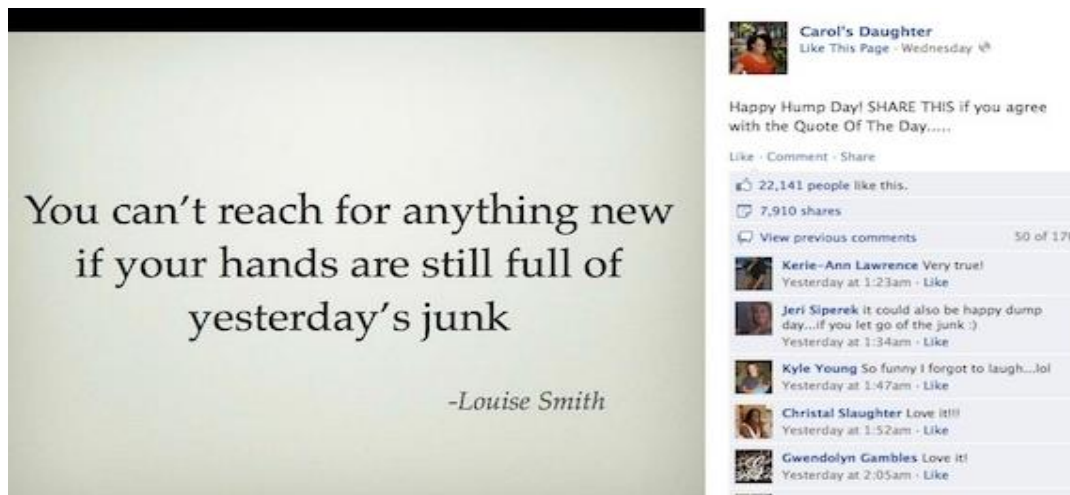 You can't reach for anything new
if your hands are still full of
yesterday's junk
-Louise Smith
Carol's Daughter
Like This Page · Wednesday
Happy Hump Day! SHARE THIS if you agree
with the Quote Of The Day.....
Like · Comment · Share
22,141 people like this.
7,910 shares
View previous comments 50 of
Kerie-Ann Lawrence Very true!
Yesterday at 1:23am · Like
Jeri Siperek it could also be happy dump
day...if you let go of the junk :)
Yesterday at 1:34am · Like
Kyle Young So funny I forgot to laugh...lol
Yesterday at 1:47am · Like
Christal Slaughter Love it!!!
Yesterday at 1:52am · Like
Gwendolyn Gambles Love it!
Yesterday at 2:05am · Like